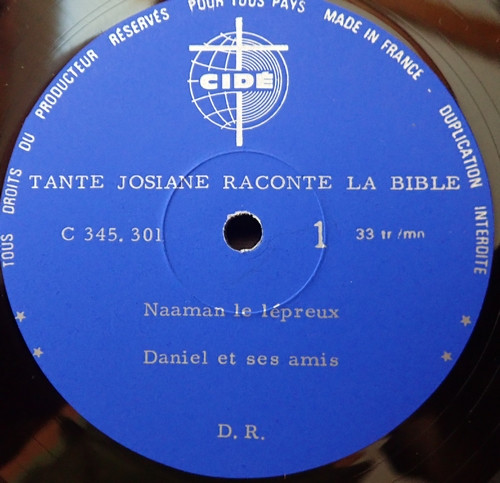 TOUS DROITS DU PRODUCTEUR RÉSERVÉS POUR TOUS PAYS MADE IN FRANCE DUPLICATION INTERDITE
CIDÉ
TANTE JOSIANE RACONTE LA BIBLE
C 345.301 1 33 tr/mn
Naaman le lépreux
Daniel et ses amis
D.R.